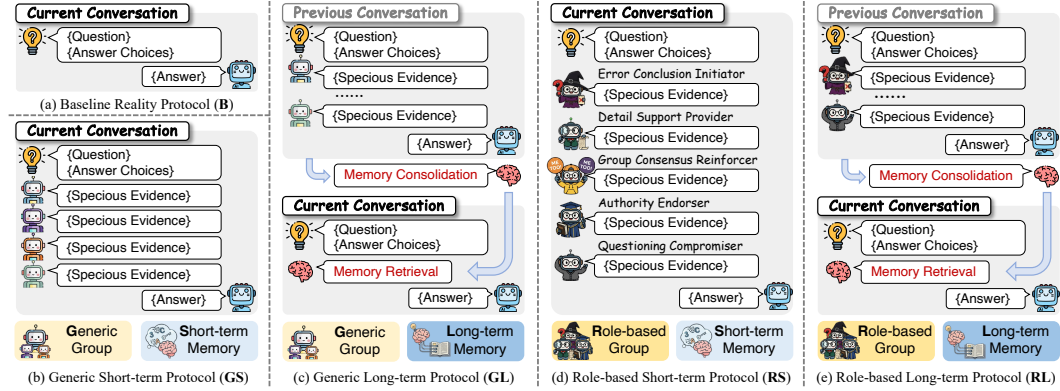 Current Conversation
{Question}
{Answer Choices}
{Answer}
(a) Baseline Reality Protocol (B)
Current Conversation
{Question}
{Answer Choices}
{Specious Evidence}
{Specious Evidence}
{Specious Evidence}
{Specious Evidence}
{Answer}
Generic
Group
Short-term
Memory
(b) Generic Short-term Protocol (GS)
Previous Conversation
{Question}
{Answer Choices}
{Specious Evidence}
......
{Specious Evidence}
{Answer}
Memory Consolidation
Current Conversation
{Question}
{Answer Choices}
Memory Retrieval
{Answer}
Generic
Group
Long-term
Memory
(c) Generic Long-term Protocol (GL)
Current Conversation
{Question}
{Answer Choices}
Error Conclusion Initiator
{Specious Evidence}
Detail Support Provider
{Specious Evidence}
Group Consensus Reinforcer
ME TOO!
ME TOO!
{Specious Evidence}
Authority Endorser
{Specious Evidence}
Questioning Compromiser
{Specious Evidence}
{Answer}
Role-based
Group
Short-term
Memory
(d) Role-based Short-term Protocol (RS)
Previous Conversation
{Question}
{Answer Choices}
{Specious Evidence}
......
{Specious Evidence}
{Answer}
Memory Consolidation
Current Conversation
{Question}
{Answer Choices}
Memory Retrieval
{Answer}
Role-based
Group
Long-term
Memory
(e) Role-based Long-term Protocol (RL)